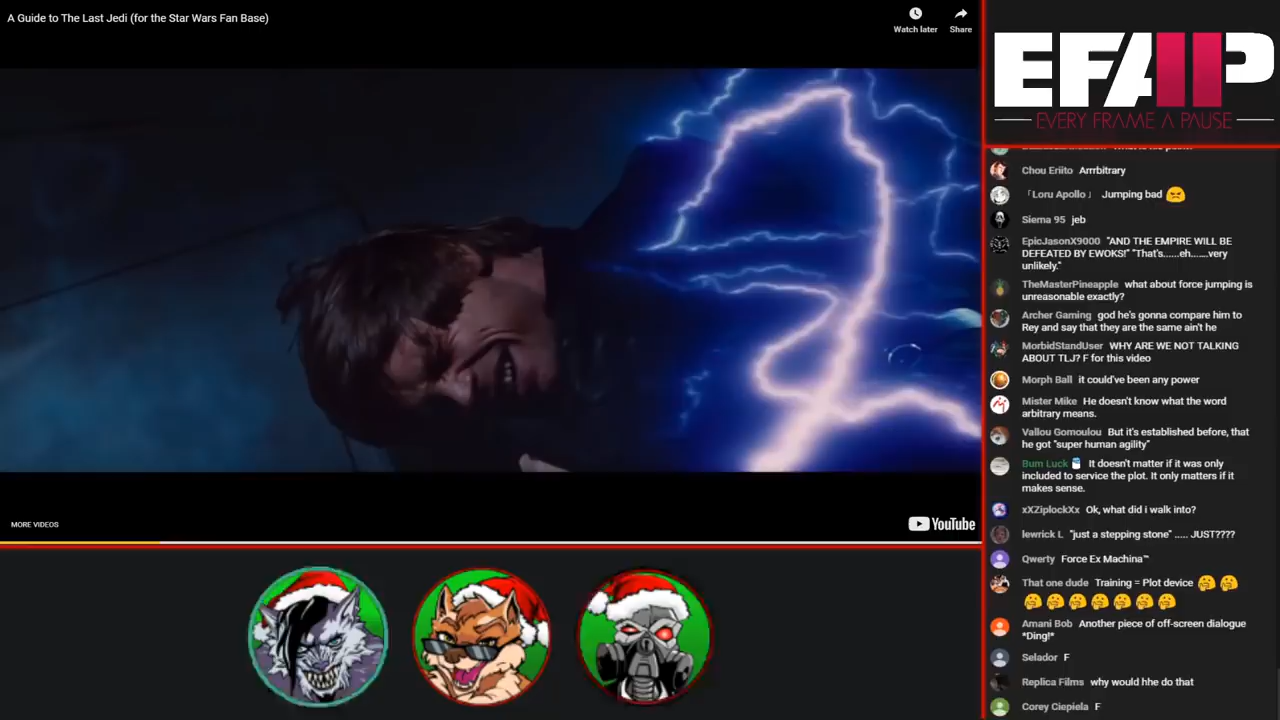 A Guide to The Last Jedi (for the Star Wars Fan Base)
Watch later
Share
MORE VIDEOS
YouTube
EFAP
EVERY FRAME A PAUSE
Chou Eriito Arrrbitrary
「Loru Apollo」 Jumping bad
Siema 95 jeb
EpicJasonX9000 "AND THE EMPIRE WILL BE
DEFEATED BY EWOKS!" "That's......eh.......very
unlikely."
TheMasterPineapple what about force jumping is
unreasonable exactly?
Archer Gaming god he's gonna compare him to
Rey and say that they are the same ain't he
MorbidStandUser WHY ARE WE NOT TALKING
ABOUT TLJ? F for this video
Morph Ball it could've been any power
Mister Mike He doesn't know what the word
arbitrary means.
Vallou Gomoulou But it's established before, that
he got "super human agility"
Bum Luck It doesn't matter if it was only
included to service the plot. It only matters if it
makes sense.
xXZiplockXx Ok, what did i walk into?
lewrick L "just a stepping stone" ..... JUST????
Qwerty Force Ex Machina™
That one dude Training = Plot device
Amani Bob Another piece of off-screen dialogue
*Ding!*
Selador F
Replica Films why would hhe do that
Corey Ciepiela F